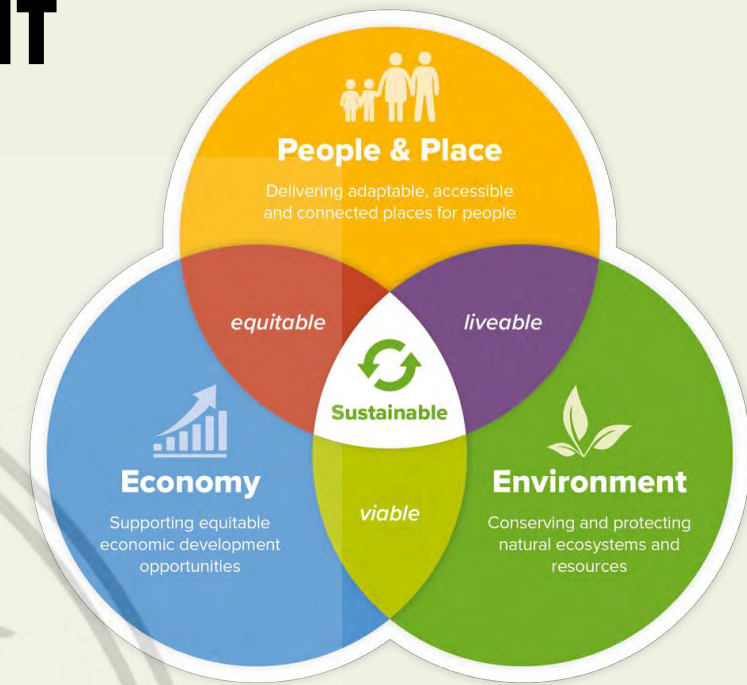 People & Place
Delivering adaptable, accessible
and connected places for people
equitable
liveable
Sustainable
Economy
Supporting equitable
economic development
opportunities
viable
Environment
Conserving and protecting
natural ecosystems and
resources